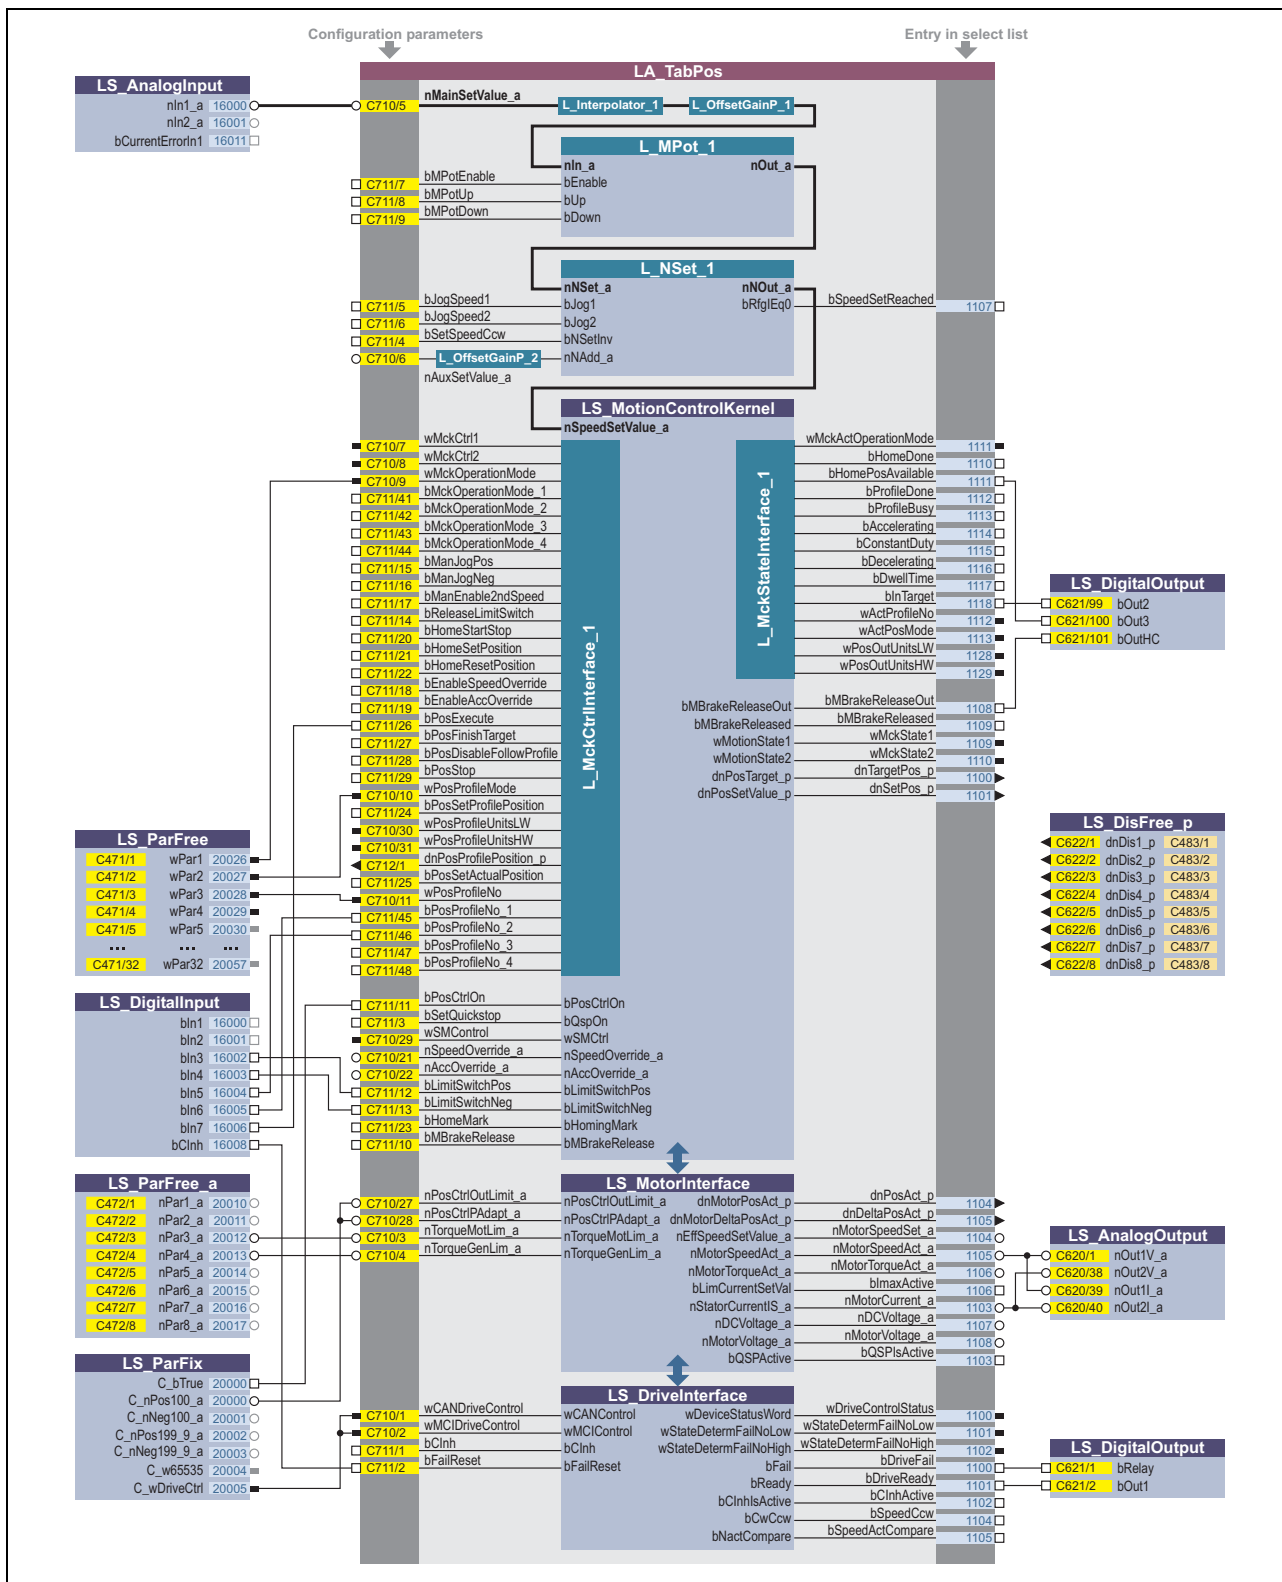 Configuration parameters
Entry in select list
LA_TabPos
LS_AnalogInput
nIn1_a 16000
nIn2_a 16001
bCurrentErrorIn1 16011
C710/5 nMainSetValue_a
L_Interpolator_1
L_OffsetGainP_1
L_MPot_1
nIn_a nOut_a
C711/7 bMPotEnable bEnable
C711/8 bMPotUp bUp
C711/9 bMPotDown bDown
L_NSet_1
nNSet_a nNOut_a
C711/5 bJogSpeed1 bJog1
bRfgIEq0 bSpeedSetReached 1107
C711/6 bJogSpeed2 bJog2
C711/4 bSetSpeedCcw bNSetInv
C710/6 L_OffsetGainP_2 nNAdd_a
nAuxSetValue_a
LS_MotionControlKernel
nSpeedSetValue_a
L_MckCtrlInterface_1
L_MckStateInterface_1
C710/7 wMckCtrl1
C710/8 wMckCtrl2
C710/9 wMckOperationMode
C711/41 bMckOperationMode_1
C711/42 bMckOperationMode_2
C711/43 bMckOperationMode_3
C711/44 bMckOperationMode_4
C711/15 bManJogPos
C711/16 bManJogNeg
C711/17 bManEnable2ndSpeed
C711/14 bReleaseLimitSwitch
C711/20 bHomeStartStop
C711/21 bHomeSetPosition
C711/22 bHomeResetPosition
C711/18 bEnableSpeedOverride
C711/19 bEnableAccOverride
C711/26 bPosExecute
C711/27 bPosFinishTarget
C711/28 bPosDisableFollowProfile
C711/29 bPosStop
C710/10 wPosProfileMode
C711/24 bPosSetProfilePosition
C710/30 wPosProfileUnitsLW
C710/31 wPosProfileUnitsHW
C712/1 dnPosProfilePosition_p
C711/25 bPosSetActualPosition
C710/11 wPosProfileNo
C711/45 bPosProfileNo_1
C711/46 bPosProfileNo_2
C711/47 bPosProfileNo_3
C711/48 bPosProfileNo_4
wMckActOperationMode 1111
bHomeDone 1110
bHomePosAvailable 1111
bProfileDone 1112
bProfileBusy 1113
bAccelerating 1114
bConstantDuty 1115
bDecelerating 1116
bDwellTime 1117
bInTarget 1118
wActProfileNo 1112
wActPosMode 1113
wPosOutUnitsLW 1128
wPosOutUnitsHW 1129
bMBrakeReleaseOut bMBrakeReleaseOut 1108
bMBrakeReleased bMBrakeReleased 1109
wMotionState1 wMckState1 1109
wMotionState2 wMckState2 1110
dnPosTarget_p dnTargetPos_p 1100
dnPosSetValue_p dnSetPos_p 1101
LS_DigitalOutput
C621/99 bOut2
C621/100 bOut3
C621/101 bOutHC
LS_DisFree_p
C622/1 dnDis1_p C483/1
C622/2 dnDis2_p C483/2
C622/3 dnDis3_p C483/3
C622/4 dnDis4_p C483/4
C622/5 dnDis5_p C483/5
C622/6 dnDis6_p C483/6
C622/7 dnDis7_p C483/7
C622/8 dnDis8_p C483/8
LS_ParFree
C471/1 wPar1 20026
C471/2 wPar2 20027
C471/3 wPar3 20028
C471/4 wPar4 20029
C471/5 wPar5 20030
... ... ...
C471/32 wPar32 20057
LS_DigitalInput
bIn1 16000
bIn2 16001
bIn3 16002
bIn4 16003
bIn5 16004
bIn6 16005
bIn7 16006
bCInh 16008
C711/11 bPosCtrlOn bPosCtrlOn
C711/3 bSetQuickstop bQspOn
C710/29 wSMControl wSMCtrl
C710/21 nSpeedOverride_a nSpeedOverride_a
C710/22 nAccOverride_a nAccOverride_a
C711/12 bLimitSwitchPos bLimitSwitchPos
C711/13 bLimitSwitchNeg bLimitSwitchNeg
C711/23 bHomeMark bHomingMark
C711/10 bMBrakeRelease bMBrakeRelease
LS_ParFree_a
C472/1 nPar1_a 20010
C472/2 nPar2_a 20011
C472/3 nPar3_a 20012
C472/4 nPar4_a 20013
C472/5 nPar5_a 20014
C472/6 nPar6_a 20015
C472/7 nPar7_a 20016
C472/8 nPar8_a 20017
LS_MotorInterface
C710/27 nPosCtrlOutLimit_a nPosCtrlOutLimit_a
C710/28 nPosCtrlPAdapt_a nPosCtrlPAdapt_a
C710/3 nTorqueMotLim_a nTorqueMotLim_a
C710/4 nTorqueGenLim_a nTorqueGenLim_a
dnMotorPosAct_p dnPosAct_p 1104
dnMotorDeltaPosAct_p dnDeltaPosAct_p 1105
nEffSpeedSetValue_a nMotorSpeedSet_a 1104
nMotorSpeedAct_a nMotorSpeedAct_a 1105
nMotorTorqueAct_a nMotorTorqueAct_a 1106
bLimCurrentSetVal bImaxActive 1106
nStatorCurrentIS_a nMotorCurrent_a 1103
nDCVoltage_a nDCVoltage_a 1107
nMotorVoltage_a nMotorVoltage_a 1108
bQSPActive bQSPIsActive 1103
LS_AnalogOutput
C620/1 nOut1V_a
C620/38 nOut2V_a
C620/39 nOut1I_a
C620/40 nOut2I_a
LS_ParFix
C_bTrue 20000
C_nPos100_a 20000
C_nNeg100_a 20001
C_nPos199_9_a 20002
C_nNeg199_9_a 20003
C_w65535 20004
C_wDriveCtrl 20005
LS_DriveInterface
C710/1 wCANDriveControl wCANControl
C710/2 wMCIDriveControl wMCIControl
C711/1 bCInh bCInh
C711/2 bFailReset bFailReset
wDeviceStatusWord wDriveControlStatus 1100
wStateDetermFailNoLow wStateDetermFailNoLow 1101
wStateDetermFailNoHigh wStateDetermFailNoHigh 1102
bFail bDriveFail 1100
bReady bDriveReady 1101
bCInhIsActive bCInhActive 1102
bCwCcw bSpeedCcw 1104
bNactCompare bSpeedActCompare 1105
LS_DigitalOutput
C621/1 bRelay
C621/2 bOut1